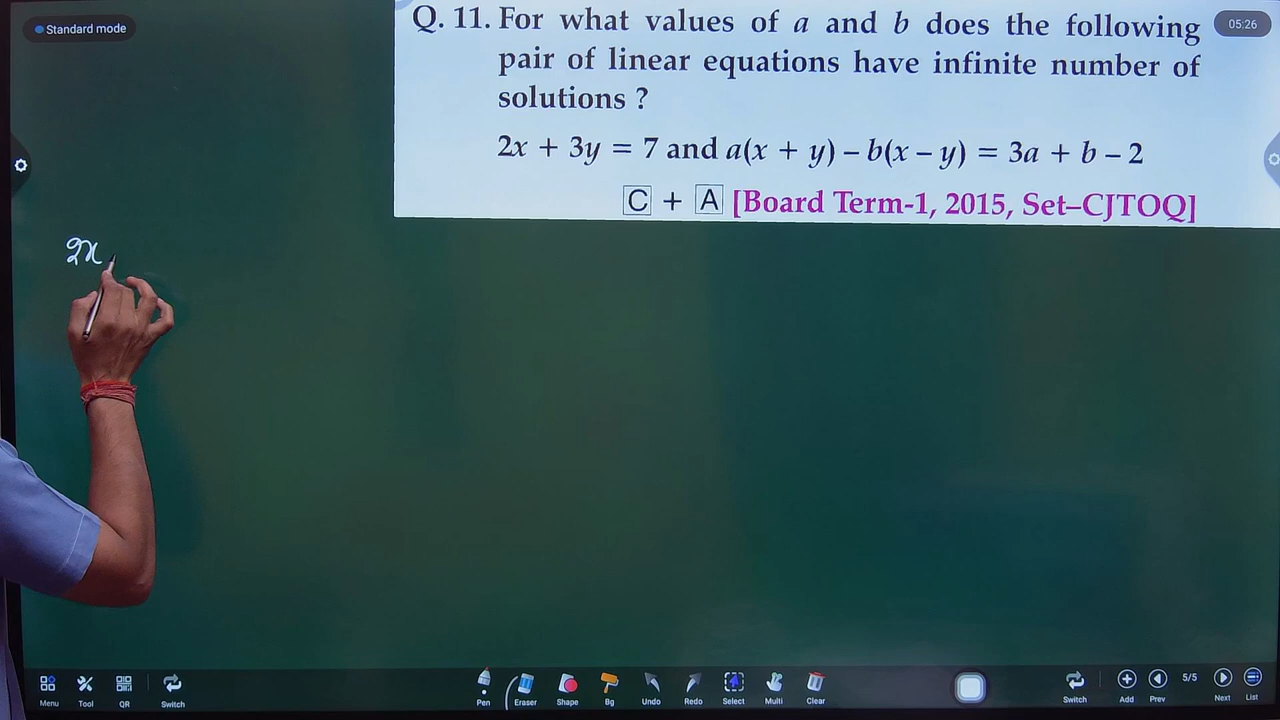 Standard mode
Q. 11. For what values of a and b does the following
05:26
pair of linear equations have infinite number of
solutions ?
2x + 3y = 7 and a(x + y) – b(x – y) = 3a + b – 2
C + A [Board Term-1, 2015, Set–CJTOQ]
2x
Menu Tool QR Switch Pen Eraser Shape Bg Undo Redo Select Multi Clear Switch Add Prev 5/5 Next List